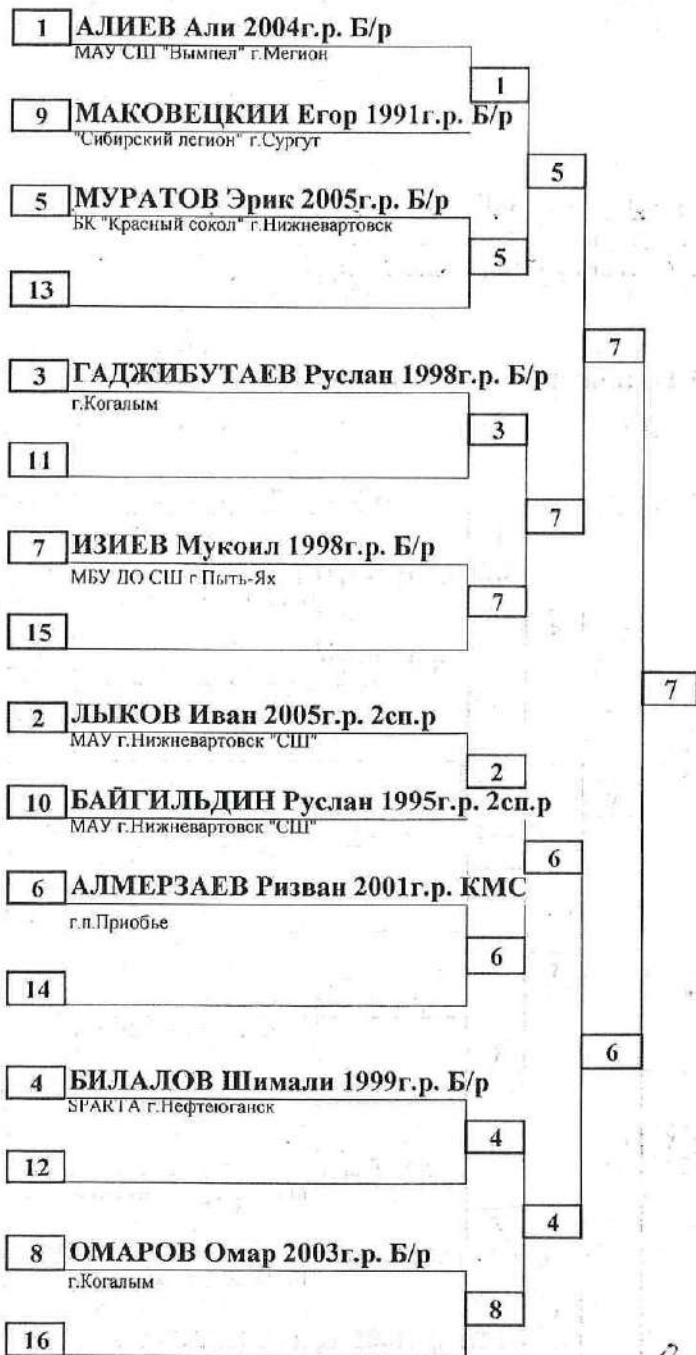 1 АЛИЕВ Али 2004г.р. Б/р
МАУ СШ "Вымпел" г.Мегион
1
9 МАКОВЕЦКИИ Егор 1991г.р. Б/р
"Сибирский легион" г.Сургут
5
5 МУРАТОВ Эрик 2005г.р. Б/р
БК "Красный сокол" г.Нижневартовск
5
13
7
3 ГАДЖИБУТАЕВ Руслан 1998г.р. Б/р
г.Когалым
3
11
7
7 ИЗИЕВ Мукоил 1998г.р. Б/р
МБУ ДО СШ г.Пыть-Ях
7
15
7
2 ЛЫКОВ Иван 2005г.р. 2сп.р
МАУ г.Нижневартовск "СШ"
2
10 БАЙГИЛЬДИН Руслан 1995г.р. 2сп.р
МАУ г.Нижневартовск "СШ"
6
6 АЛМЕРЗАЕВ Ризван 2001г.р. КМС
г.п.Приобье
6
14
6
4 БИЛАЛОВ Шимали 1999г.р. Б/р
SPARTA г.Нефтеюганск
4
12
4
8 ОМАРОВ Омар 2003г.р. Б/р
г.Когалым
8
16